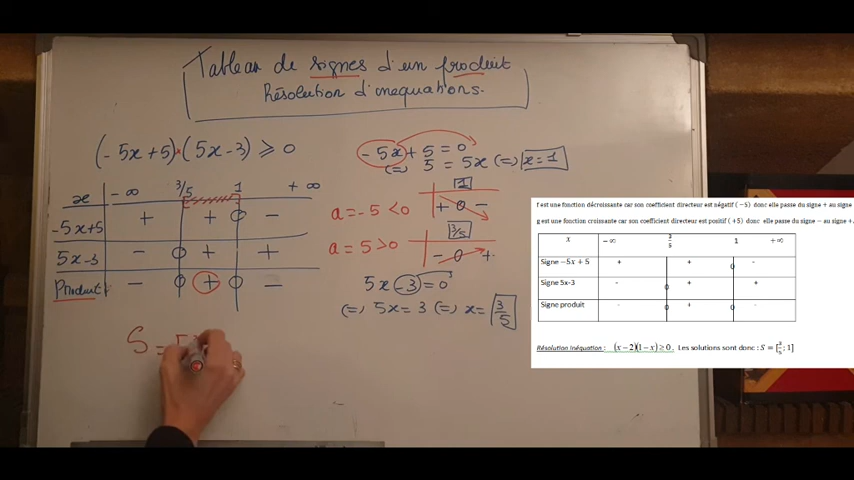 Tableau de signes d'un produit
Résolution d'inequations.
(-5x+5)×(5x-3) ⩾ 0
x -∞ 3/5 1 +∞
-5x+5 + + 0 -
5x-3 - 0 + +
Produit - 0 + 0 -
S = [
-5x+5=0
(=) 5 = 5x (=) x=1
a=-5 <0
1
+ 0 -
a=5>0
3/5
- 0 +
5x-3=0
(=) 5x=3 (=) x= 3/5
f est une fonction décroissante car son coefficient directeur est négatif (-5) donc elle passe du signe + au signe
g est une fonction croissante car son coefficient directeur est positif (+5) donc elle passe du signe - au signe +.
x -∞ 3/5 1 +∞
Signe -5x + 5 + + 0 -
Signe 5x-3 - 0 + +
Signe produit - 0 + 0 -
Résolution inéquation : (x-2)(1-x)≥0 . Les solutions sont donc : S = [3/5 ; 1]